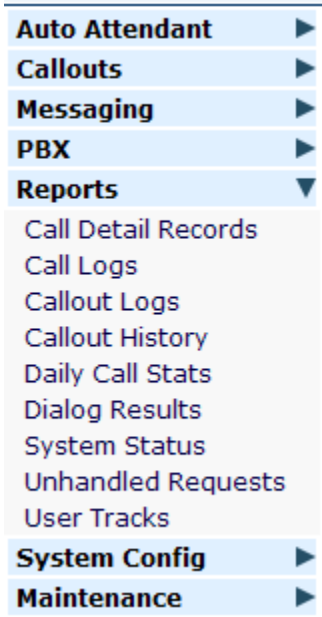 Auto Attendant
Callouts
Messaging
PBX
Reports
Call Detail Records
Call Logs
Callout Logs
Callout History
Daily Call Stats
Dialog Results
System Status
Unhandled Requests
User Tracks
System Config
Maintenance